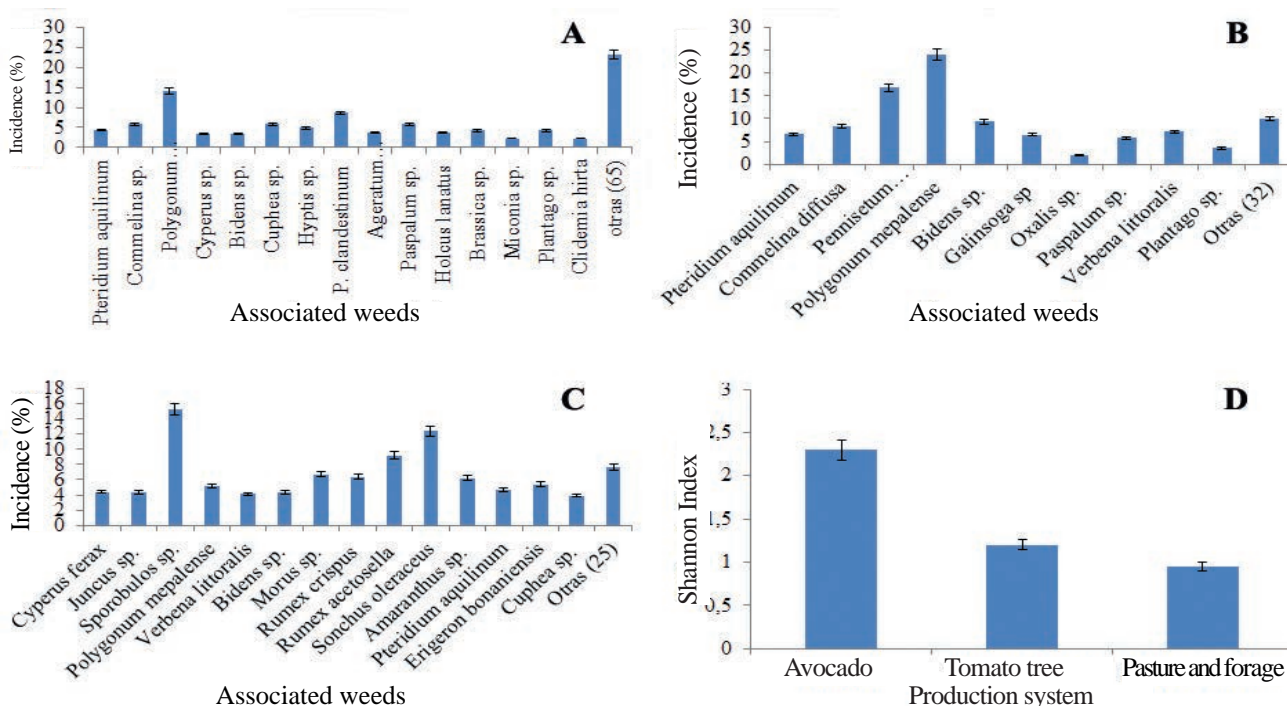 A
Incidence (%)
30
25
20
15
10
5
0
Pteridium aquilinum
Commelina sp.
Polygonum...
Cyperus sp.
Bidens sp.
Cuphea sp.
Hyptis sp.
P. clandestinum
Ageratum...
Paspalum sp.
Holcus lanatus
Brassica sp.
Miconia sp.
Plantago sp.
Clidemia hirta
otras (65)
Associated weeds
B
Incidence (%)
30
25
20
15
10
5
0
Pteridium aquilinum
Commelina diffusa
Pennisetum....
Polygonum mepalense
Bidens sp.
Galinsoga sp
Oxalis sp.
Paspalum sp.
Verbena littoralis
Plantago sp.
Otras (32)
Associated weeds
C
Incidence (%)
18
16
14
12
10
8
6
4
2
0
Cyperus ferax
Juncus sp.
Sporobulos sp.
Polygonum mepalense
Verbena littoralis
Bidens sp.
Morus sp.
Rumex crispus
Rumex acetosella
Sonchus oleraceus
Amaranthus sp.
Pteridium aquilinum
Erigeron bonaniensis
Cuphea sp.
Otras (25)
Associated weeds
D
Shannon Index
3
2,5
2
1,5
1
0,5
0
Avocado
Tomato tree
Pasture and forage
Production system